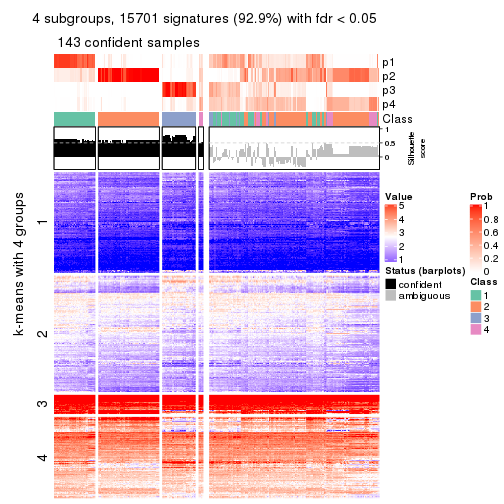 4 subgroups, 15701 signatures (92.9%) with fdr < 0.05
143 confident samples
p1
p2
p3
p4
Class
1
0.5
0
Silhouette
score
k-means with 4 groups
1
2
3
4
Value
5
4
3
2
1
Status (barplots)
confident
ambiguous
Prob
1
0.8
0.6
0.4
0.2
0
Class
1
2
3
4